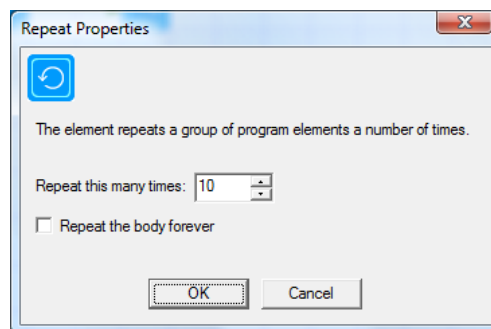 Repeat Properties
The element repeats a group of program elements a number of times.
Repeat this many times: 10
Repeat the body forever
OK Cancel